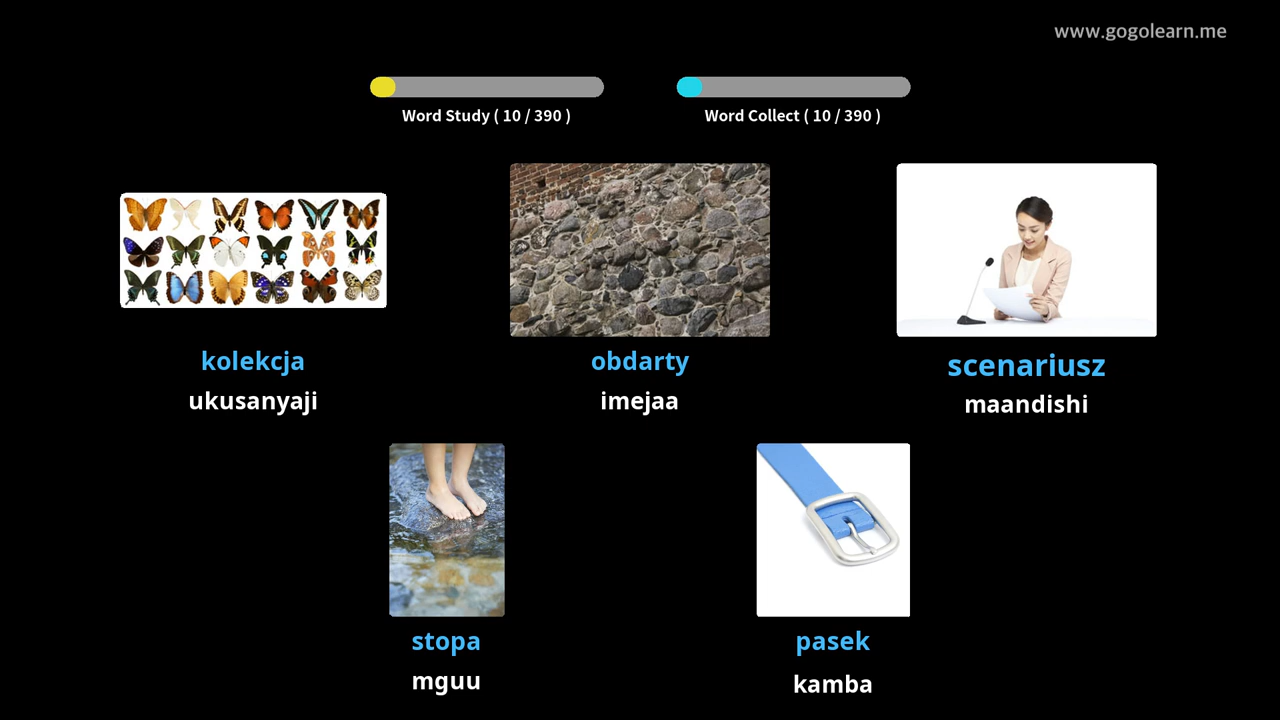 www.gogolearn.me
Word Study ( 10 / 390 )
Word Collect ( 10 / 390 )
kolekcja
ukusanyaji
obdarty
imejaa
scenariusz
maandishi
stopa
mguu
pasek
kamba